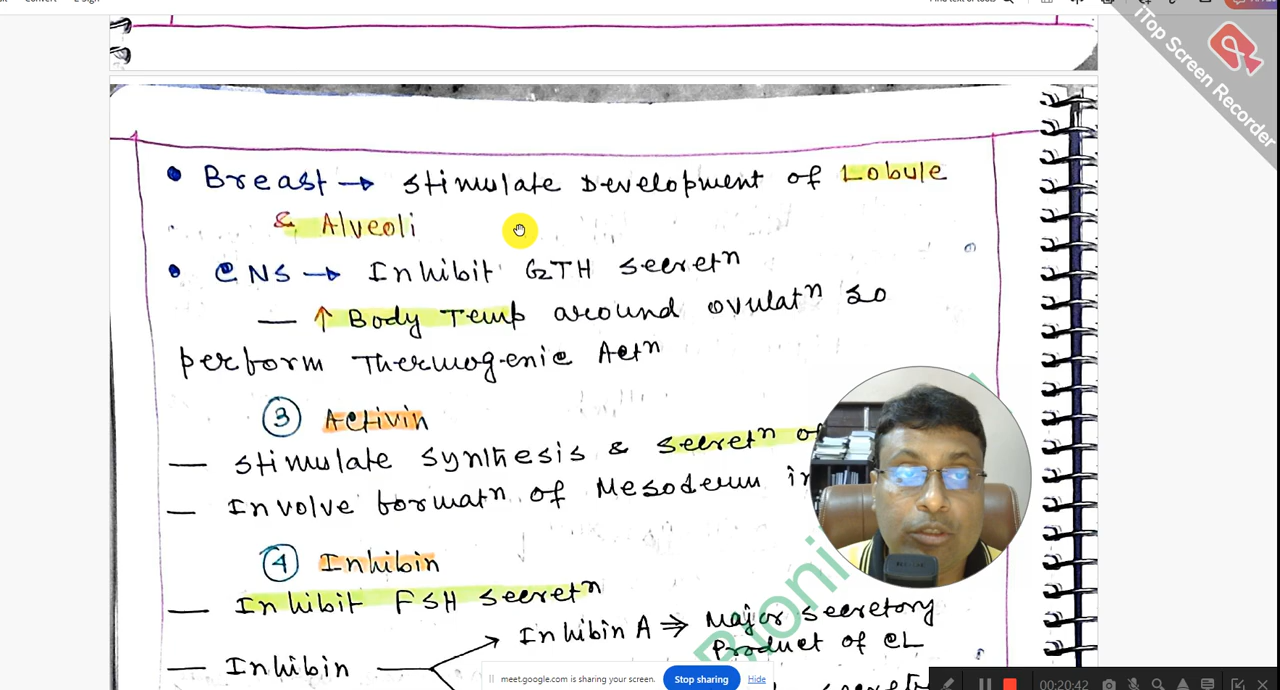 iTop Screen Recorder
• Breast → Stimulate Development of Lobule
& Alveoli
• CNS → Inhibit GTH secretn
— ↑ Body Temp around ovulatn so
perform Thermogenic Actn
③ Activin
— Stimulate synthesis & secretn of
— Involve formatn of Mesoderm in
④ Inhibin
— Inhibit FSH secretn
Inhibin A ⇒ Major secretory
Product of CL
— Inhibin
Bioni
meet.google.com is sharing your screen. Stop sharing Hide
00:20:42